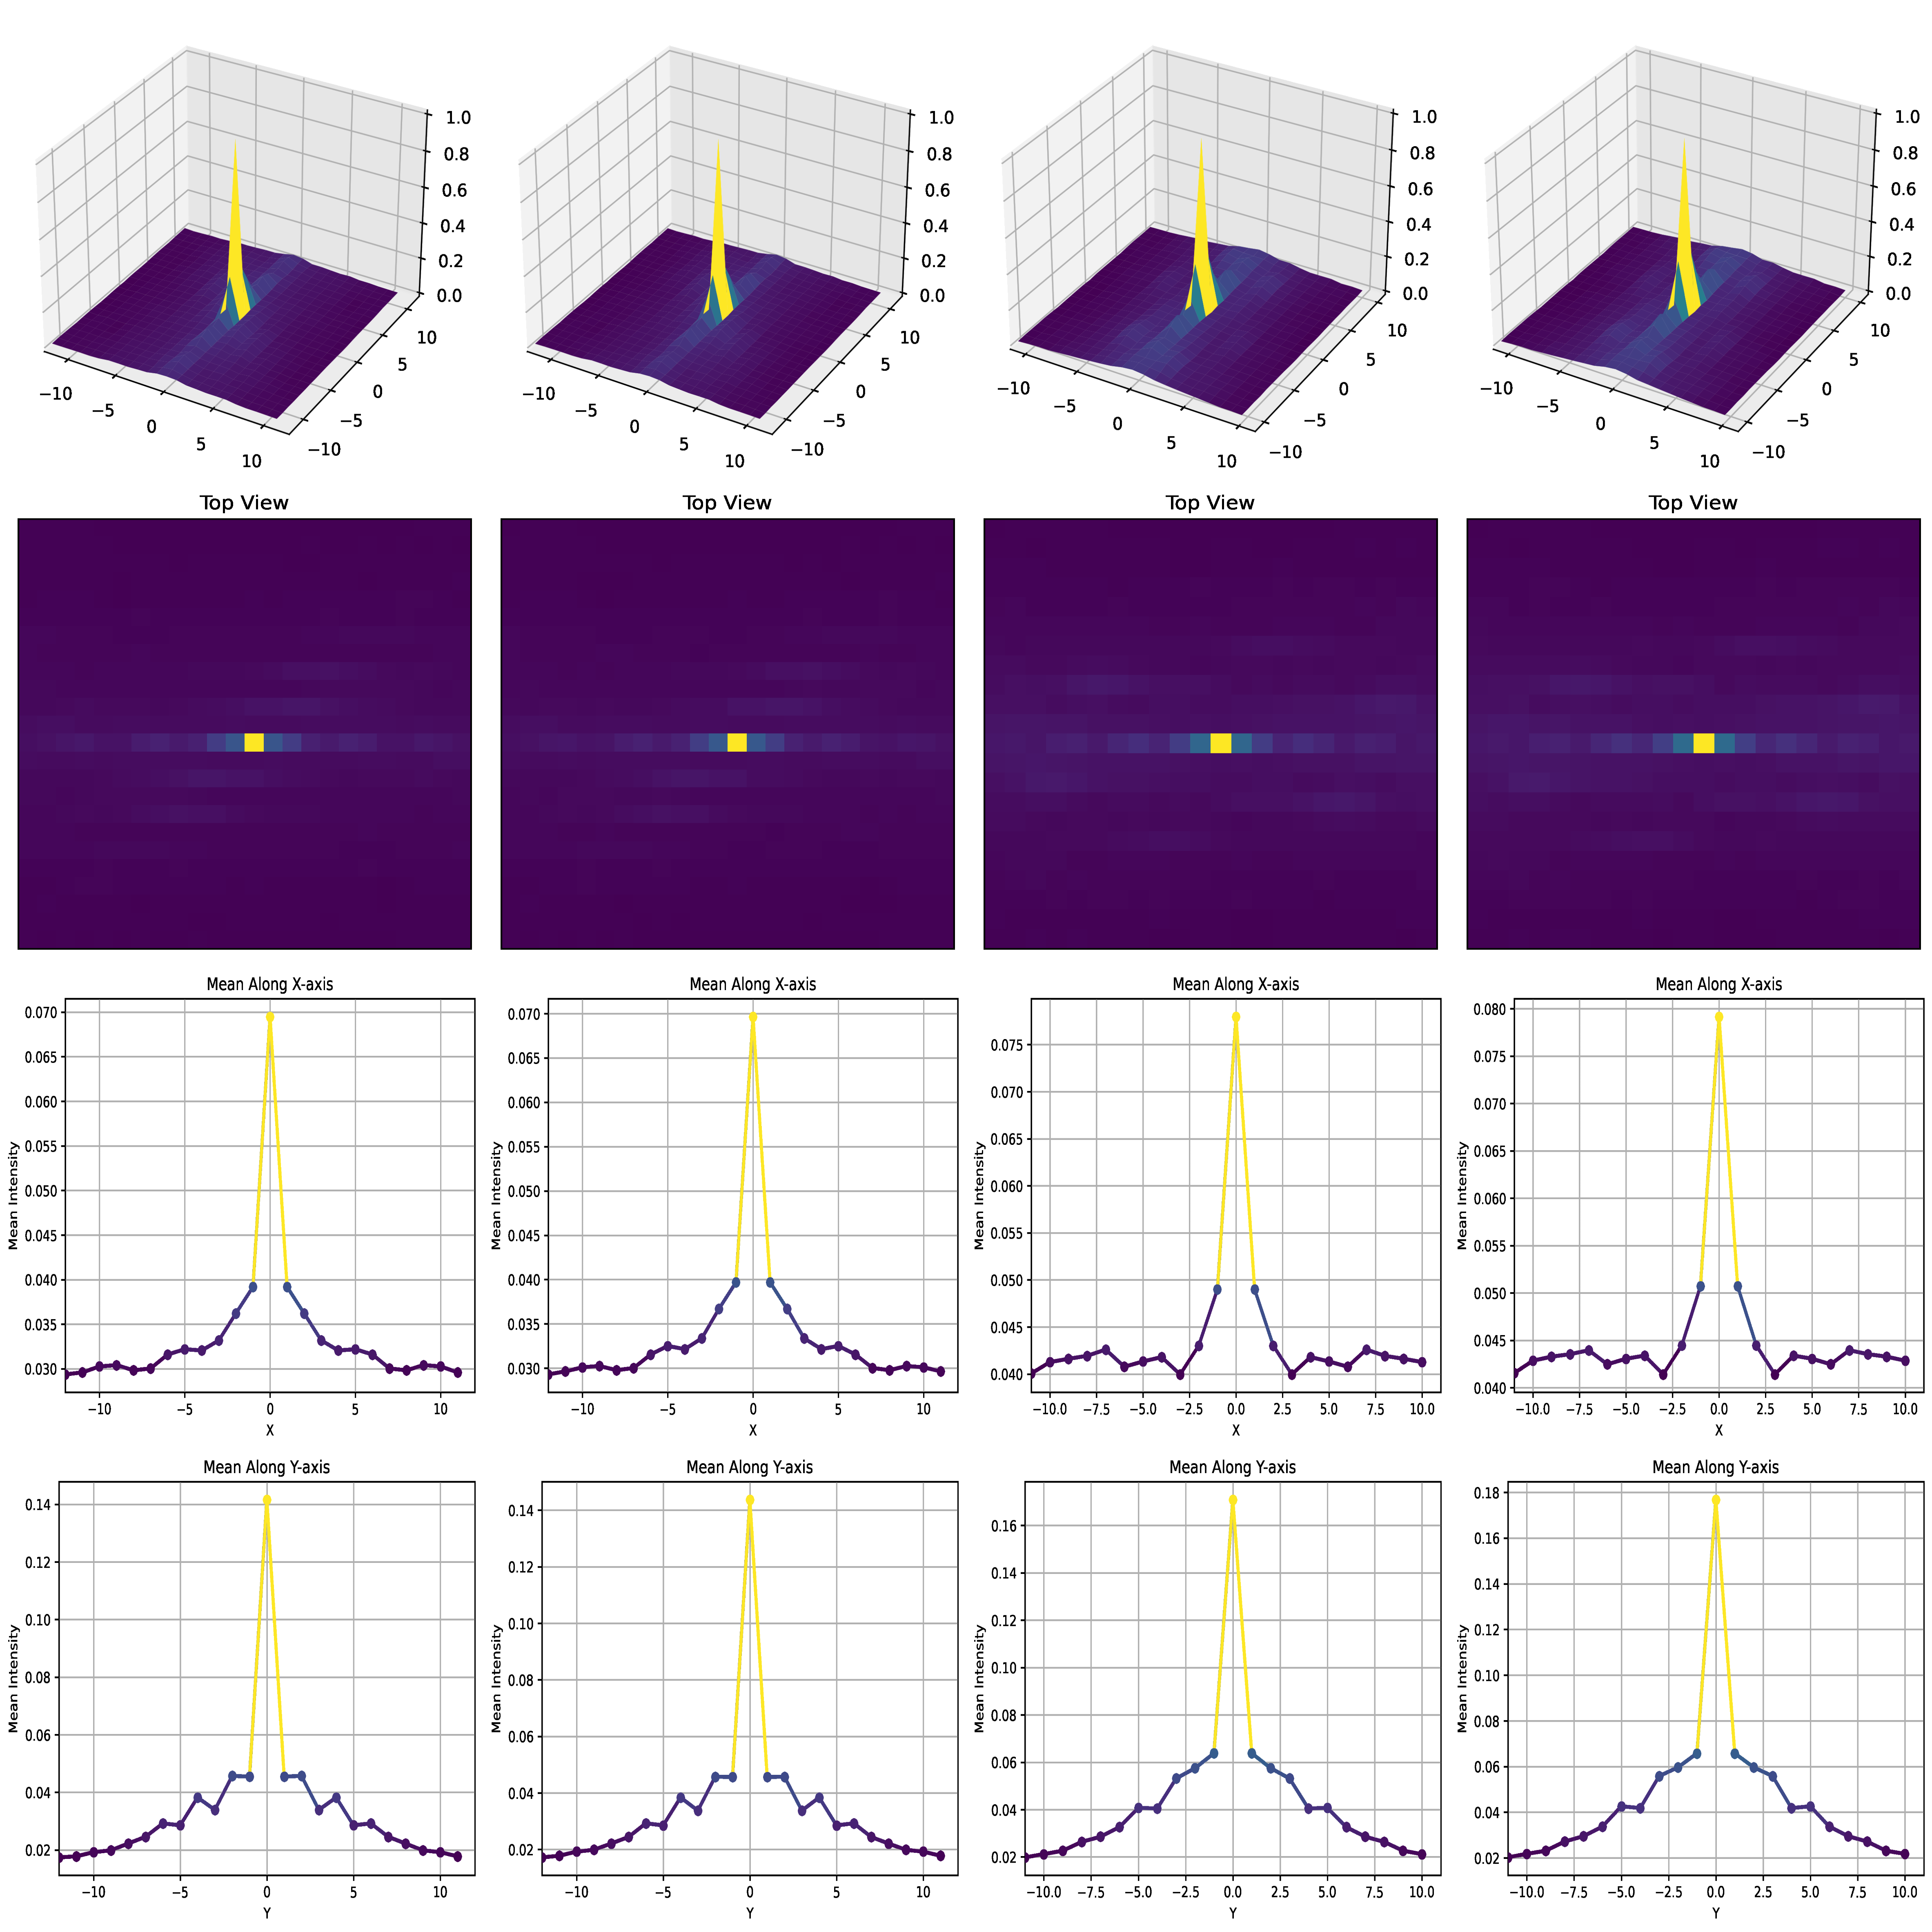 1.0 1.0 1.0 1.0
0.8 0.8 0.8 0.8
0.6 0.6 0.6 0.6
0.4 0.4 0.4 0.4
0.2 0.2 0.2 0.2
0.0 0.0 0.0 0.0
−10 −5 0 5 10 −10 −5 0 5 10
−10 −5 0 5 10 −10 −5 0 5 10
−10 −5 0 5 10 −10 −5 0 5 10
−10 −5 0 5 10 −10 −5 0 5 10
Top View Top View Top View Top View
Mean Along X-axis
Mean Intensity
0.070
0.065
0.060
0.055
0.050
0.045
0.040
0.035
0.030
−10 −5 0 5 10
X
Mean Along X-axis
Mean Intensity
0.070
0.065
0.060
0.055
0.050
0.045
0.040
0.035
0.030
−10 −5 0 5 10
X
Mean Along X-axis
Mean Intensity
0.075
0.070
0.065
0.060
0.055
0.050
0.045
0.040
−10.0 −7.5 −5.0 −2.5 0.0 2.5 5.0 7.5 10.0
X
Mean Along X-axis
Mean Intensity
0.080
0.075
0.070
0.065
0.060
0.055
0.050
0.045
0.040
−10.0 −7.5 −5.0 −2.5 0.0 2.5 5.0 7.5 10.0
X
Mean Along Y-axis
Mean Intensity
0.14
0.12
0.10
0.08
0.06
0.04
0.02
−10 −5 0 5 10
Y
Mean Along Y-axis
Mean Intensity
0.14
0.12
0.10
0.08
0.06
0.04
0.02
−10 −5 0 5 10
Y
Mean Along Y-axis
Mean Intensity
0.16
0.14
0.12
0.10
0.08
0.06
0.04
0.02
−10.0 −7.5 −5.0 −2.5 0.0 2.5 5.0 7.5 10.0
Y
Mean Along Y-axis
Mean Intensity
0.18
0.16
0.14
0.12
0.10
0.08
0.06
0.04
0.02
−10.0 −7.5 −5.0 −2.5 0.0 2.5 5.0 7.5 10.0
Y